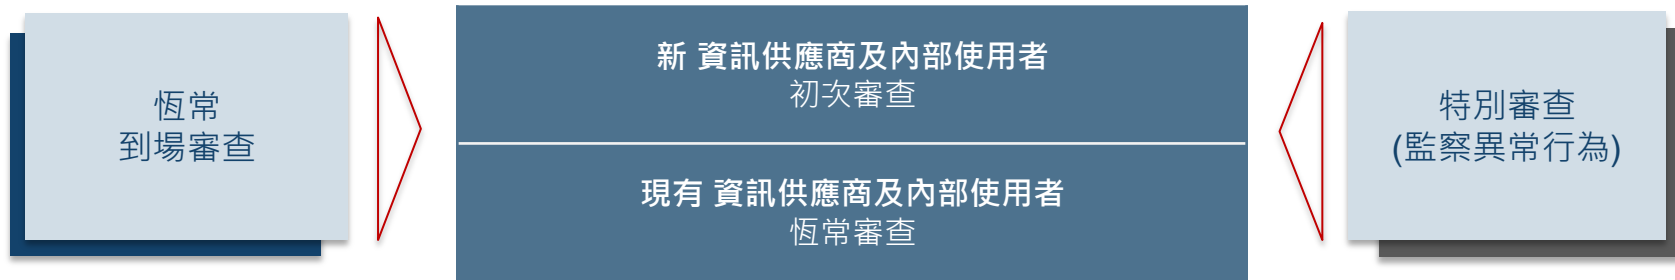 恆常
到場審查
新 資訊供應商及內部使用者
初次審查
現有 資訊供應商及內部使用者
恆常審查
特別審查
(監察異常行為)